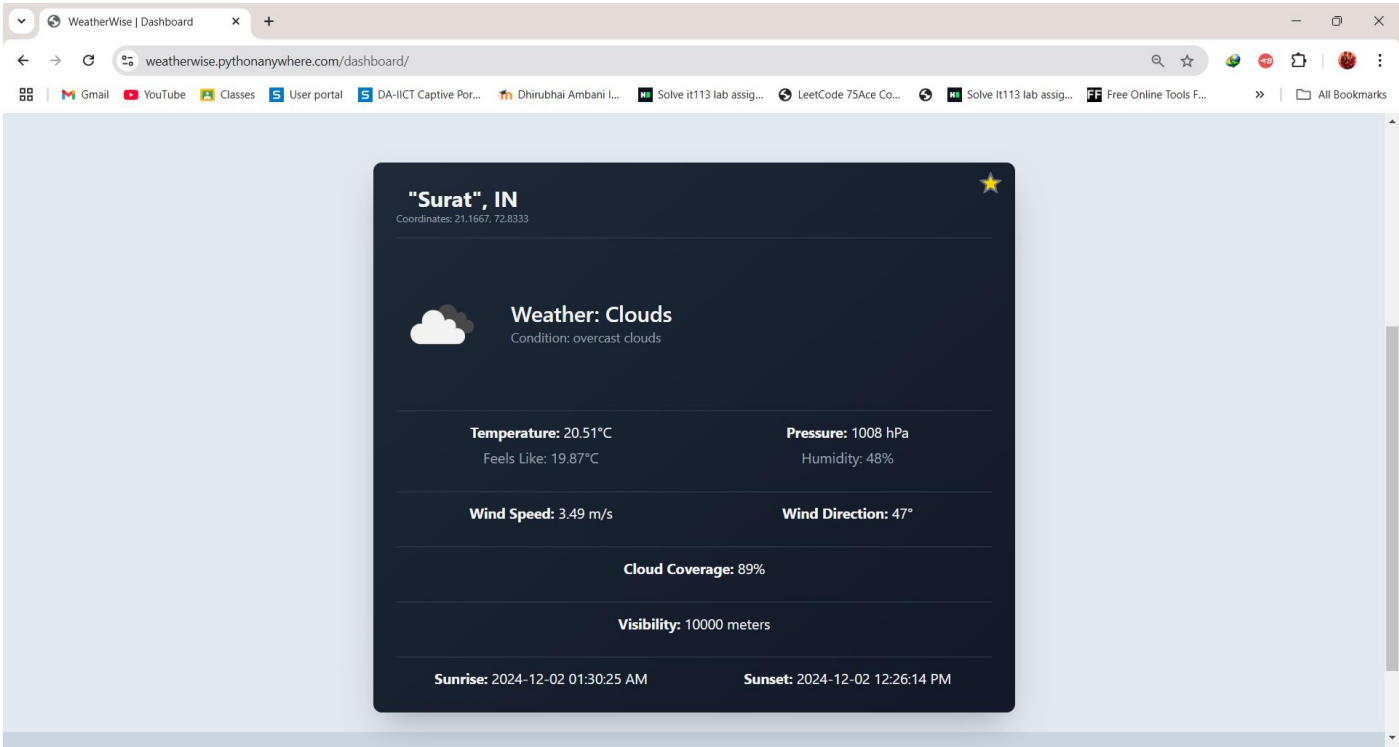 WeatherWise | Dashboard
weatherwise.pythonanywhere.com/dashboard/
Gmail YouTube Classes User portal DA-IICT Captive Por... Dhirubhai Ambani I... Solve it113 lab assig... LeetCode 75Ace Co... Solve It113 lab assig... FF Free Online Tools F... » All Bookmarks
"Surat", IN
Coordinates: 21.1667, 72.8333
Weather: Clouds
Condition: overcast clouds
Temperature: 20.51°C Pressure: 1008 hPa
Feels Like: 19.87°C Humidity: 48%
Wind Speed: 3.49 m/s Wind Direction: 47°
Cloud Coverage: 89%
Visibility: 10000 meters
Sunrise: 2024-12-02 01:30:25 AM Sunset: 2024-12-02 12:26:14 PM